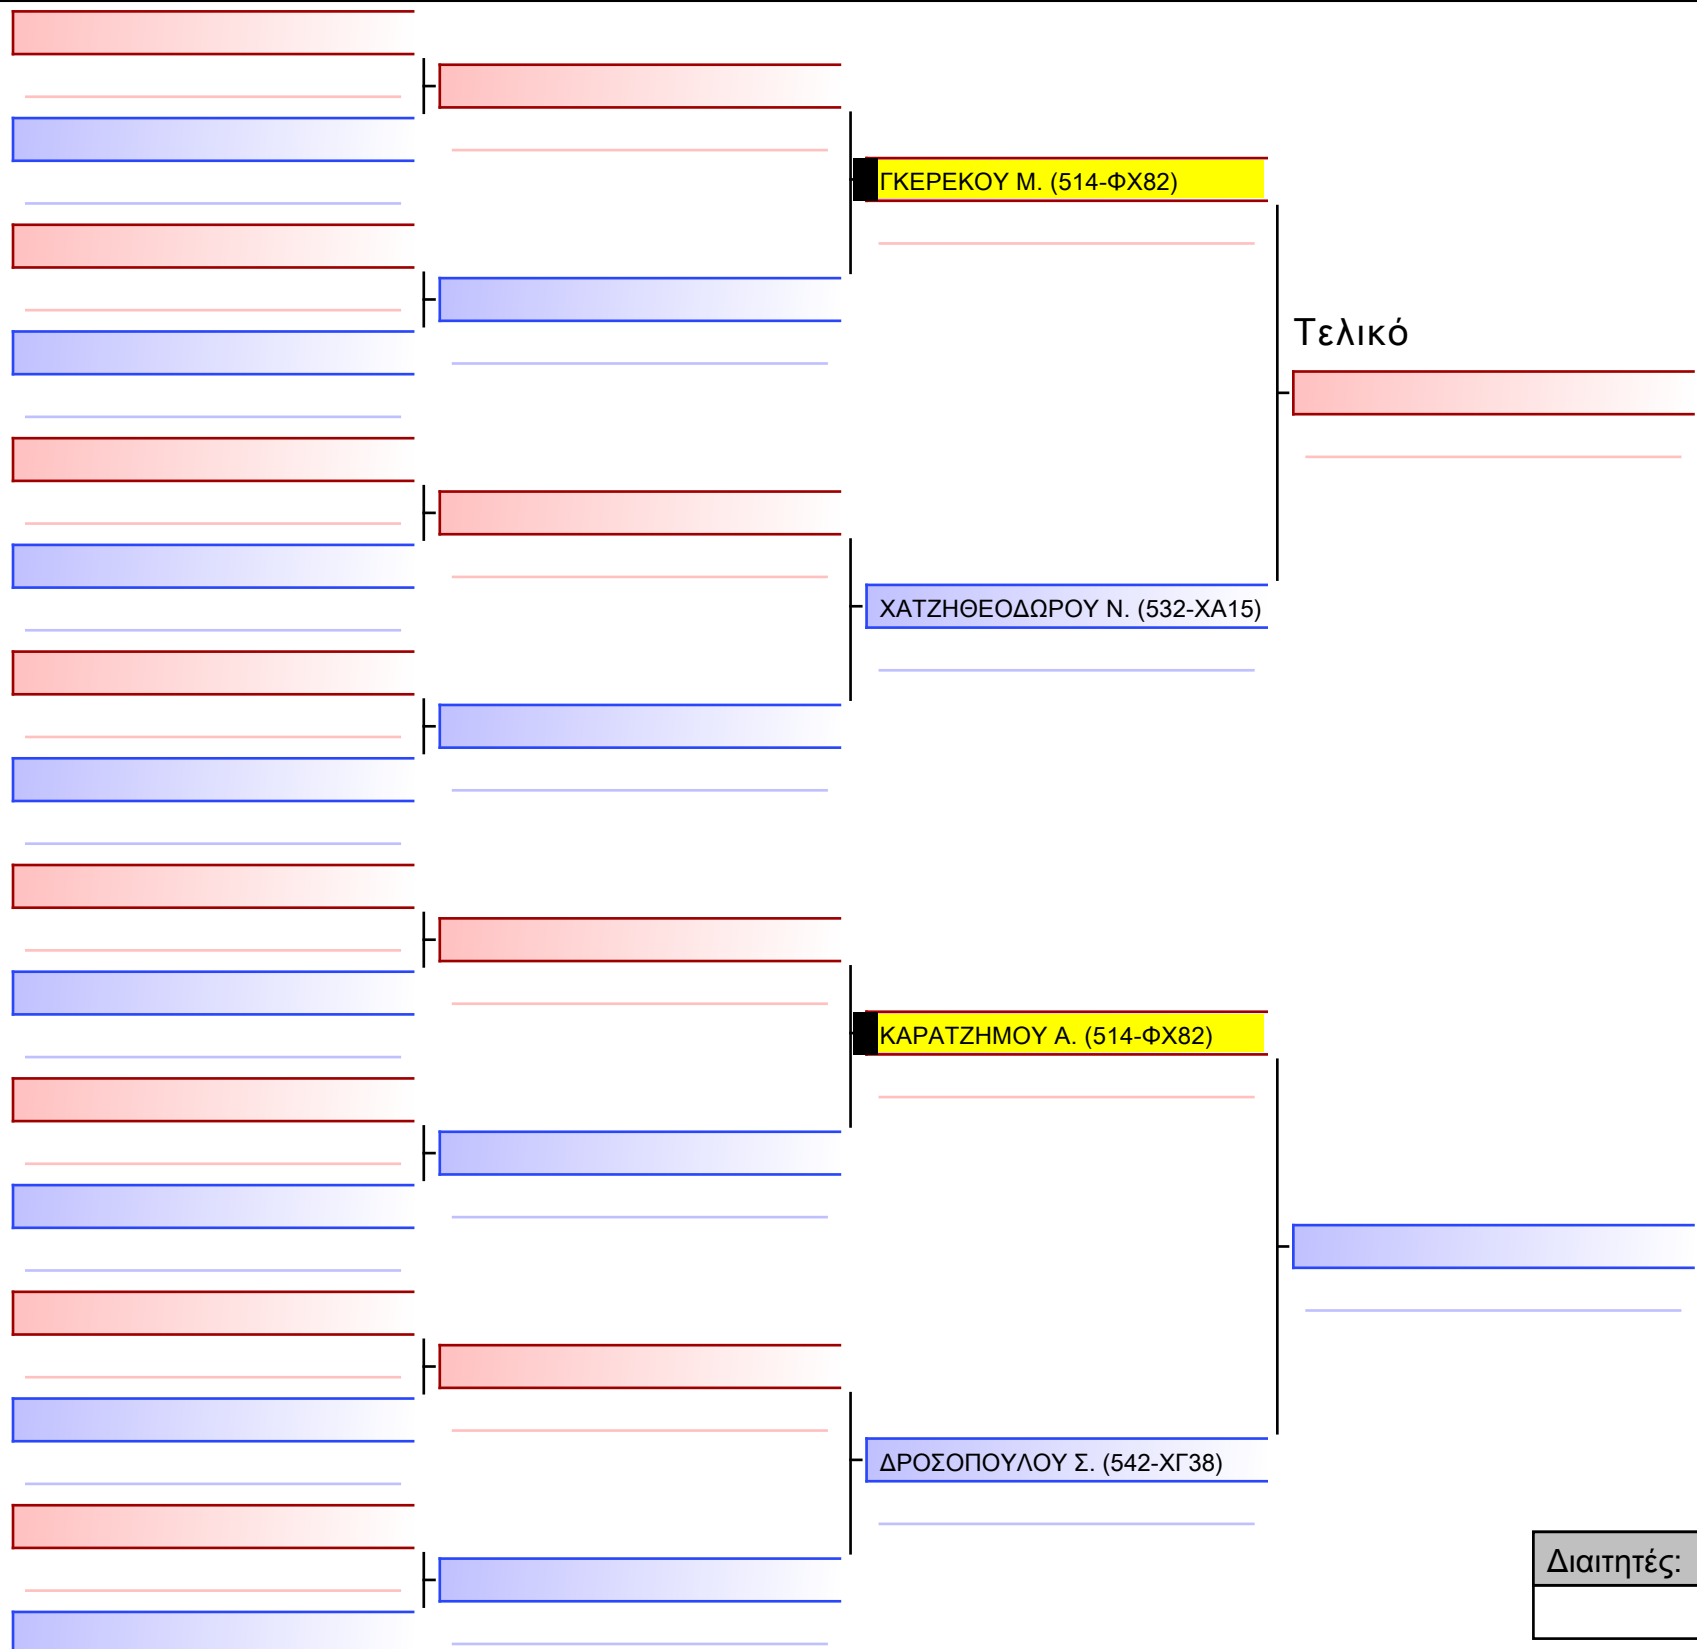 ΓΚΕΡΕΚΟΥ Μ. (514-ΦΧ82)
Τελικό
ΧΑΤΖΗΘΕΟΔΩΡΟΥ Ν. (532-ΧΑ15)
ΚΑΡΑΤΖΗΜΟΥ Α. (514-ΦΧ82)
ΔΡΟΣΟΠΟΥΛΟΥ Σ. (542-ΧΓ38)
Διαιτητές: